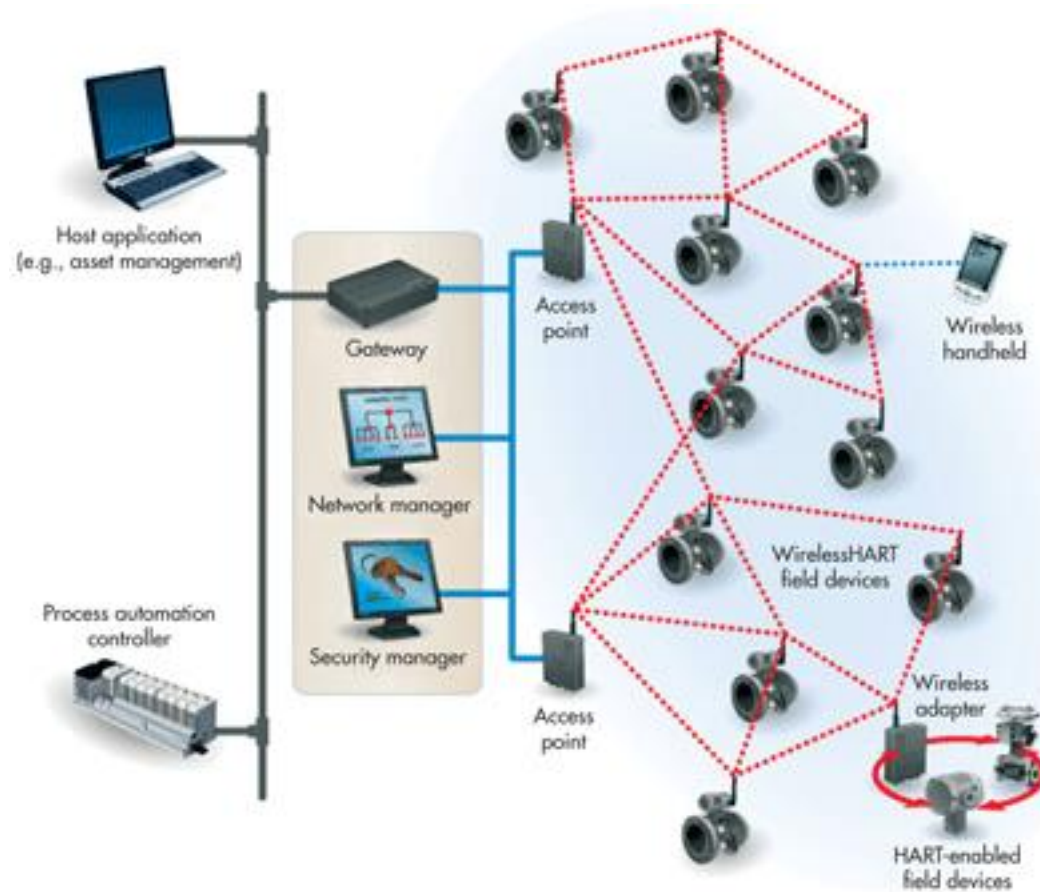 Host application
(e.g., asset management)
Gateway
Access
point
Wireless
handheld
Network manager
WirelessHART
field devices
Process automation
controller
Security manager
Access
point
Wireless
adapter
HART-enabled
field devices